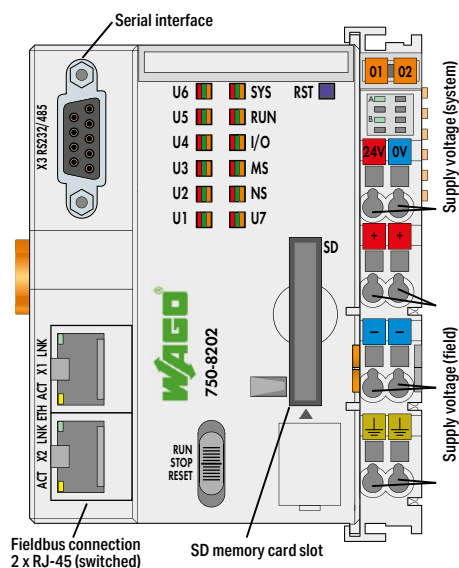 Serial interface
X3 RS232/485
U6 SYS RST
U5 RUN
U4 I/O
U3 MS
U2 NS
U1 U7
SD
WAGO
750-8202
RUN
STOP
RESET
ACT X1 LNK
ETH
ACT X2 LNK
01 02
A
B
24V 0V
+ +
– –
Supply voltage (system)
Supply voltage (field)
Fieldbus connection
2 x RJ-45 (switched)
SD memory card slot